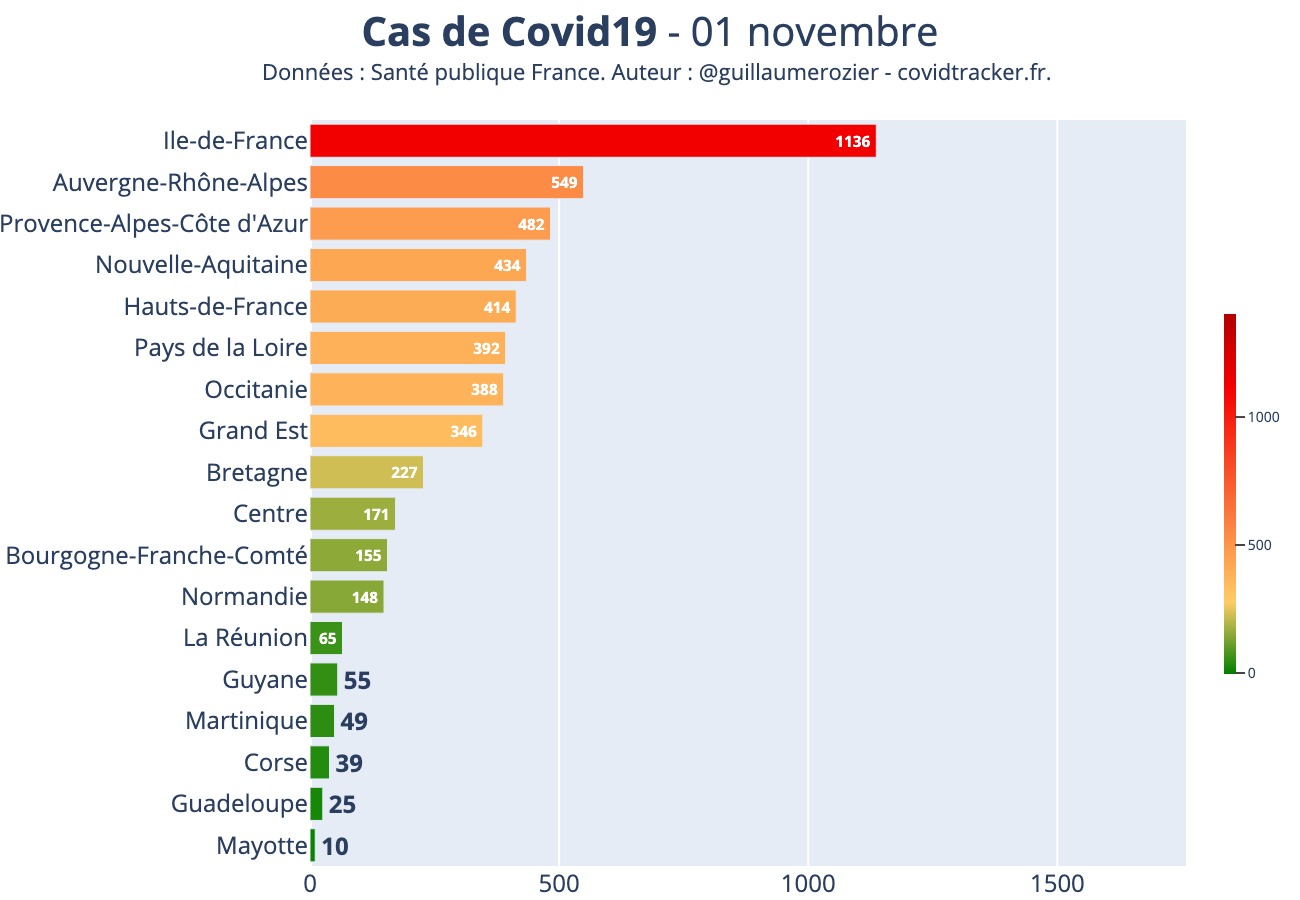 Cas de Covid19 - 01 novembre
Données : Santé publique France. Auteur : @guillaumerozier - covidtracker.fr.
Ile-de-France 1136
Auvergne-Rhône-Alpes 549
Provence-Alpes-Côte d'Azur 482
Nouvelle-Aquitaine 434
Hauts-de-France 414
Pays de la Loire 392
Occitanie 388
Grand Est 346
Bretagne 227
Centre 171
Bourgogne-Franche-Comté 155
Normandie 148
La Réunion 65
Guyane 55
Martinique 49
Corse 39
Guadeloupe 25
Mayotte 10
0 500 1000 1500
1000
500
0